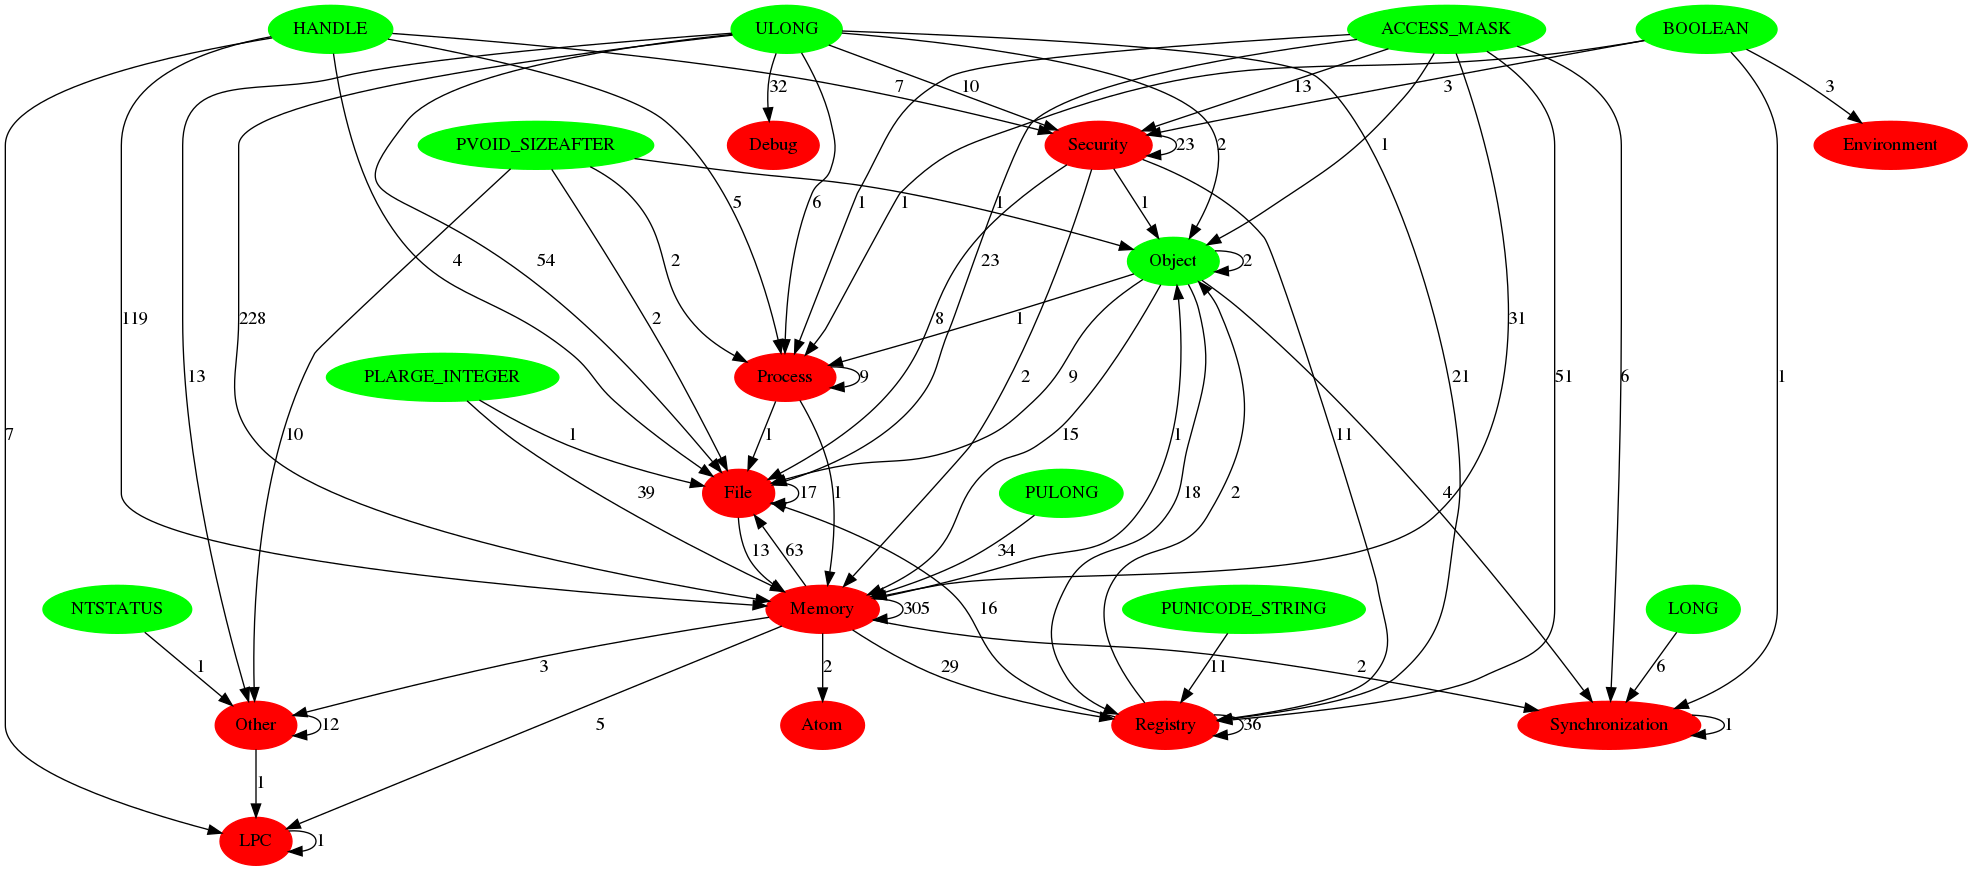 HANDLE ULONG ACCESS_MASK BOOLEAN
32 7 10 13 3 3
PVOID_SIZEAFTER Debug Security 23 2 1 Environment
5 6 1 1 1 1
4 54 2 23 Object 2
119 13 228 2 8 1 15 31
PLARGE_INTEGER Process 9 2 9 21 51 6 1
7 10 1 1 1 1 11
39 File 17 PULONG 18 2 4
13 63 34
NTSTATUS Memory 305 16 PUNICODE_STRING LONG
1 3 2 29 11 2 6
Other 12 5 Atom Registry 36 Synchronization 1
1
LPC 1